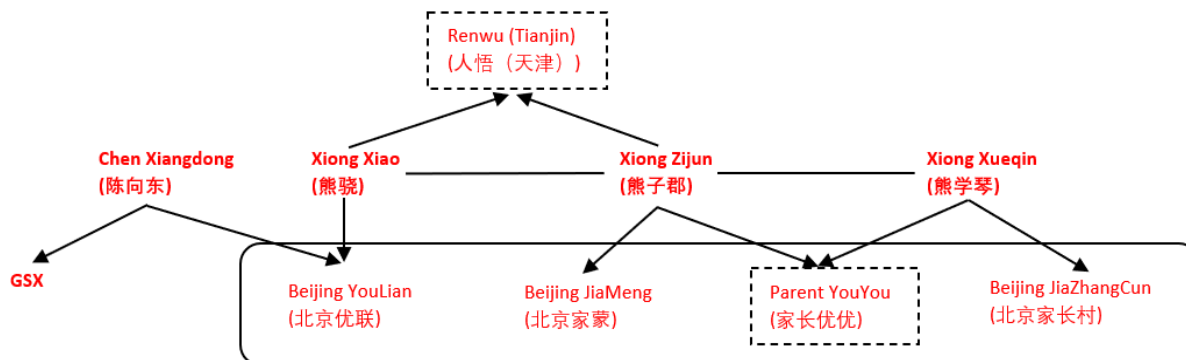 Renwu (Tianjin)
(人悟（天津）)
Chen Xiangdong
(陈向东)
Xiong Xiao
(熊骁)
Xiong Zijun
(熊子郡)
Xiong Xueqin
(熊学琴)
GSX
Beijing YouLian
(北京优联)
Beijing JiaMeng
(北京家蒙)
Parent YouYou
(家长优优)
Beijing JiaZhangCun
(北京家长村)